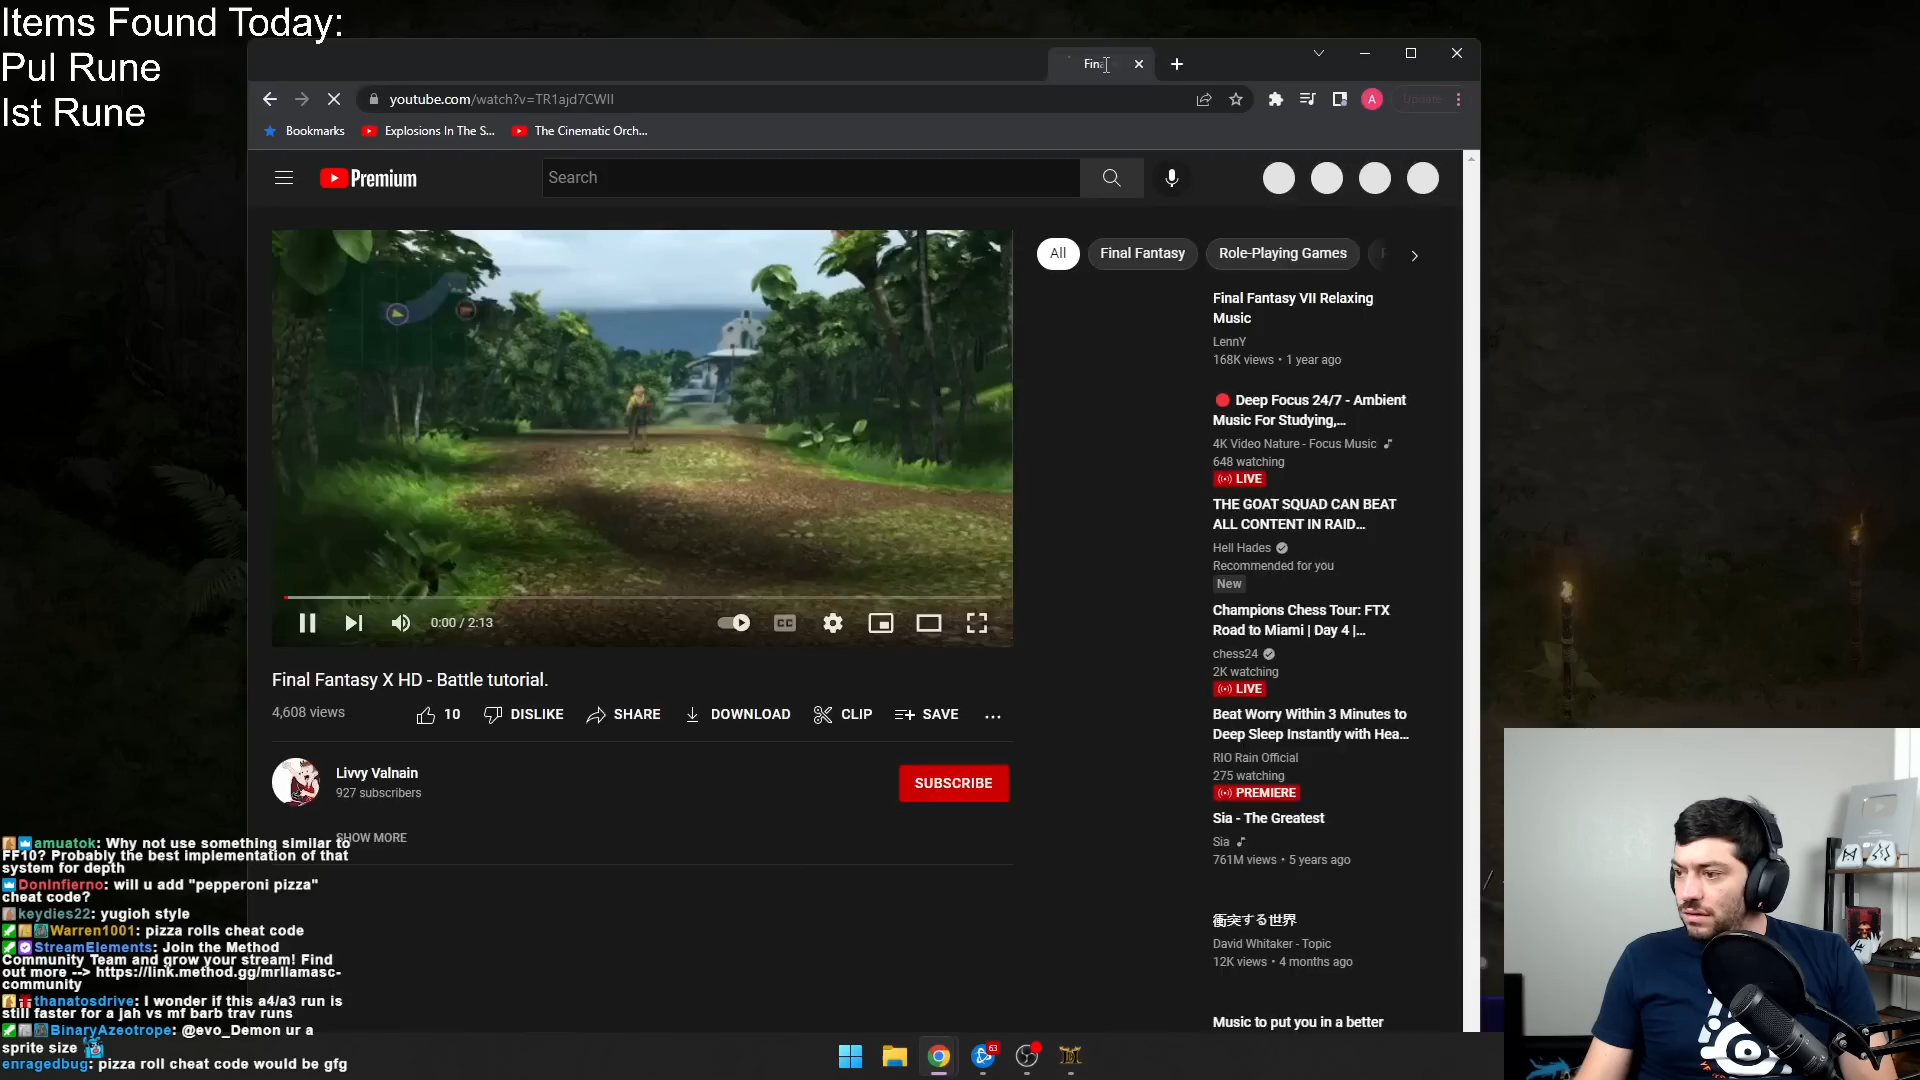 Items Found Today:
Pul Rune
Ist Rune
Fin
youtube.com/watch?v=TR1ajd7CWII
A
Update
Bookmarks
Explosions In The S...
The Cinematic Orch...
Premium
Search
All
Final Fantasy
Role-Playing Games
0:00 / 2:13
CC
Final Fantasy X HD - Battle tutorial.
4,608 views
10
DISLIKE
SHARE
DOWNLOAD
CLIP
SAVE
Livvy Valnain
927 subscribers
SUBSCRIBE
SHOW MORE
Final Fantasy VII Relaxing
Music
LennY
168K views • 1 year ago
Deep Focus 24/7 - Ambient
Music For Studying,...
4K Video Nature - Focus Music
648 watching
LIVE
THE GOAT SQUAD CAN BEAT
ALL CONTENT IN RAID...
Hell Hades
Recommended for you
New
Champions Chess Tour: FTX
Road to Miami | Day 4 |...
chess24
2K watching
LIVE
Beat Worry Within 3 Minutes to
Deep Sleep Instantly with Hea...
RIO Rain Official
275 watching
PREMIERE
Sia - The Greatest
Sia
761M views • 5 years ago
衝突する世界
David Whitaker - Topic
12K views • 4 months ago
Music to put you in a better
amuatok: Why not use something similar to
FF10? Probably the best implementation of that
system for depth
DonInfierno: will u add "pepperoni pizza"
cheat code?
keydies22: yugioh style
Warren1001: pizza rolls cheat code
StreamElements: Join the Method
Community Team and grow your stream! Find
out more --> https://link.method.gg/mrllamasc-
community
thanatosdrive: I wonder if this a4/a3 run is
still faster for a jah vs mf barb trav runs
BinaryAzeotrope: @evo_Demon ur a
sprite size
enragedbug: pizza roll cheat code would be gfg
63